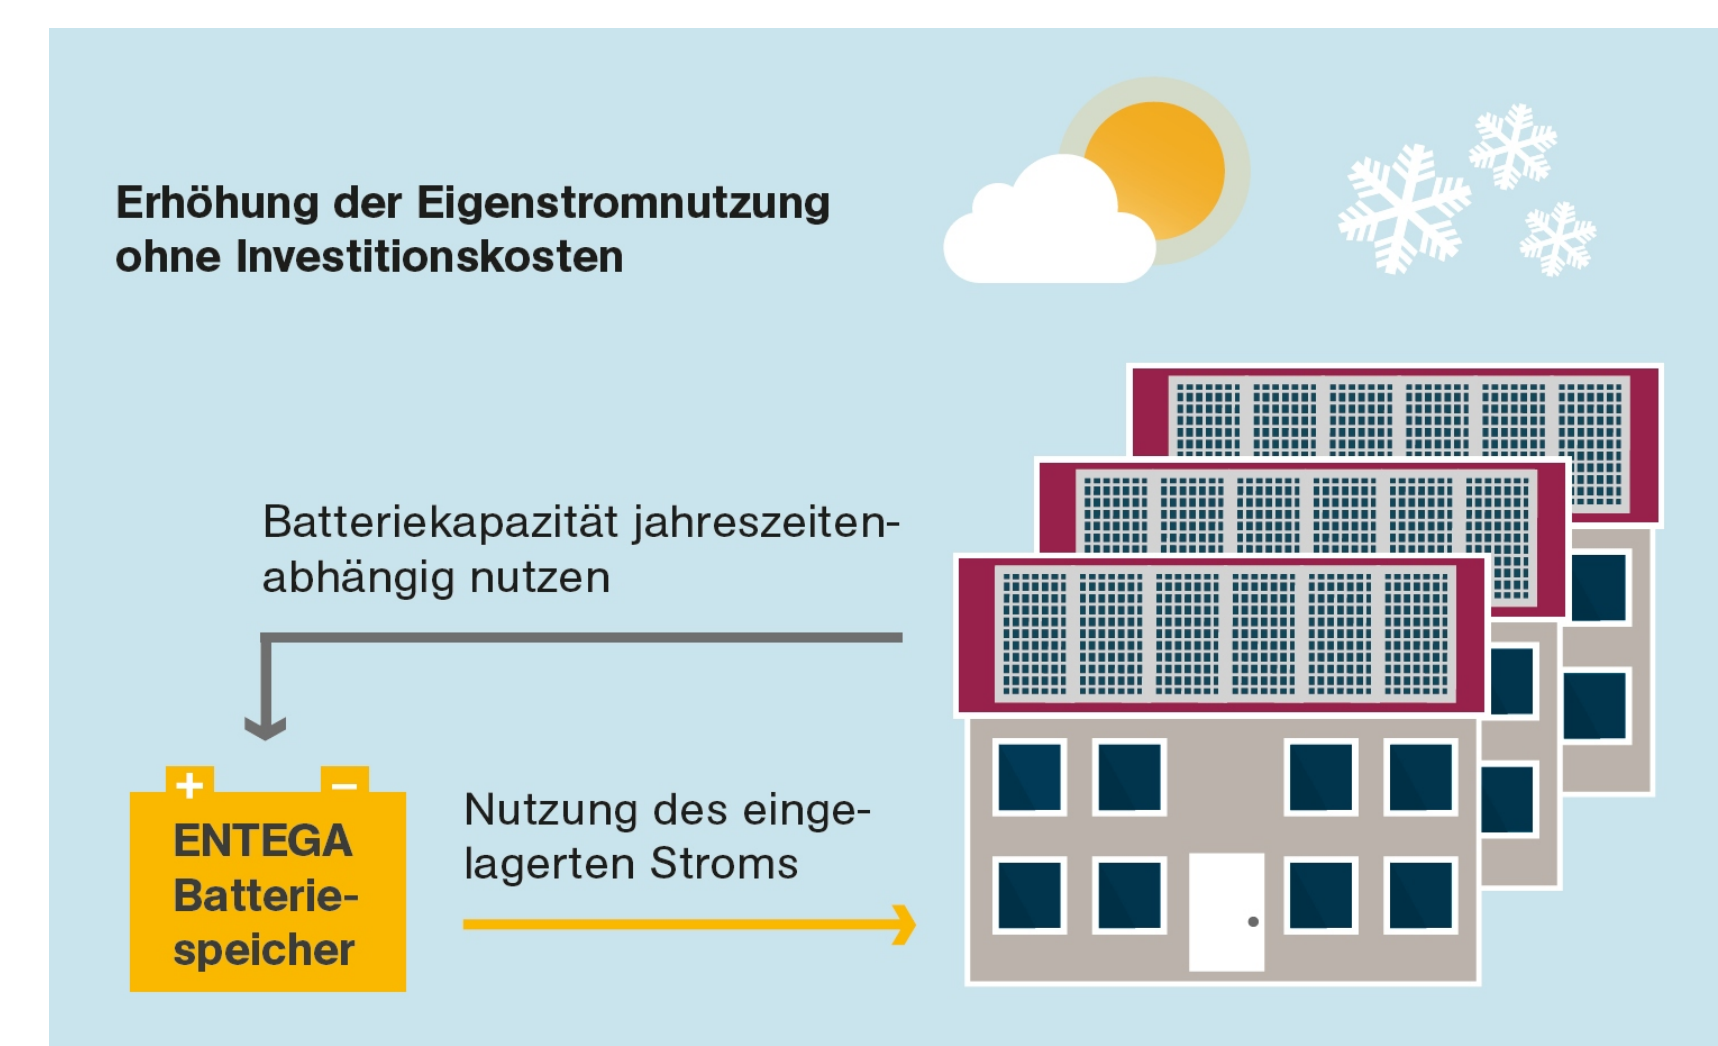 Erhöhung der Eigenstromnutzung
ohne Investitionskosten
Batteriekapazität jahreszeiten-
abhängig nutzen
+ −
ENTEGA
Batterie-
speicher
Nutzung des einge-
lagerten Stroms